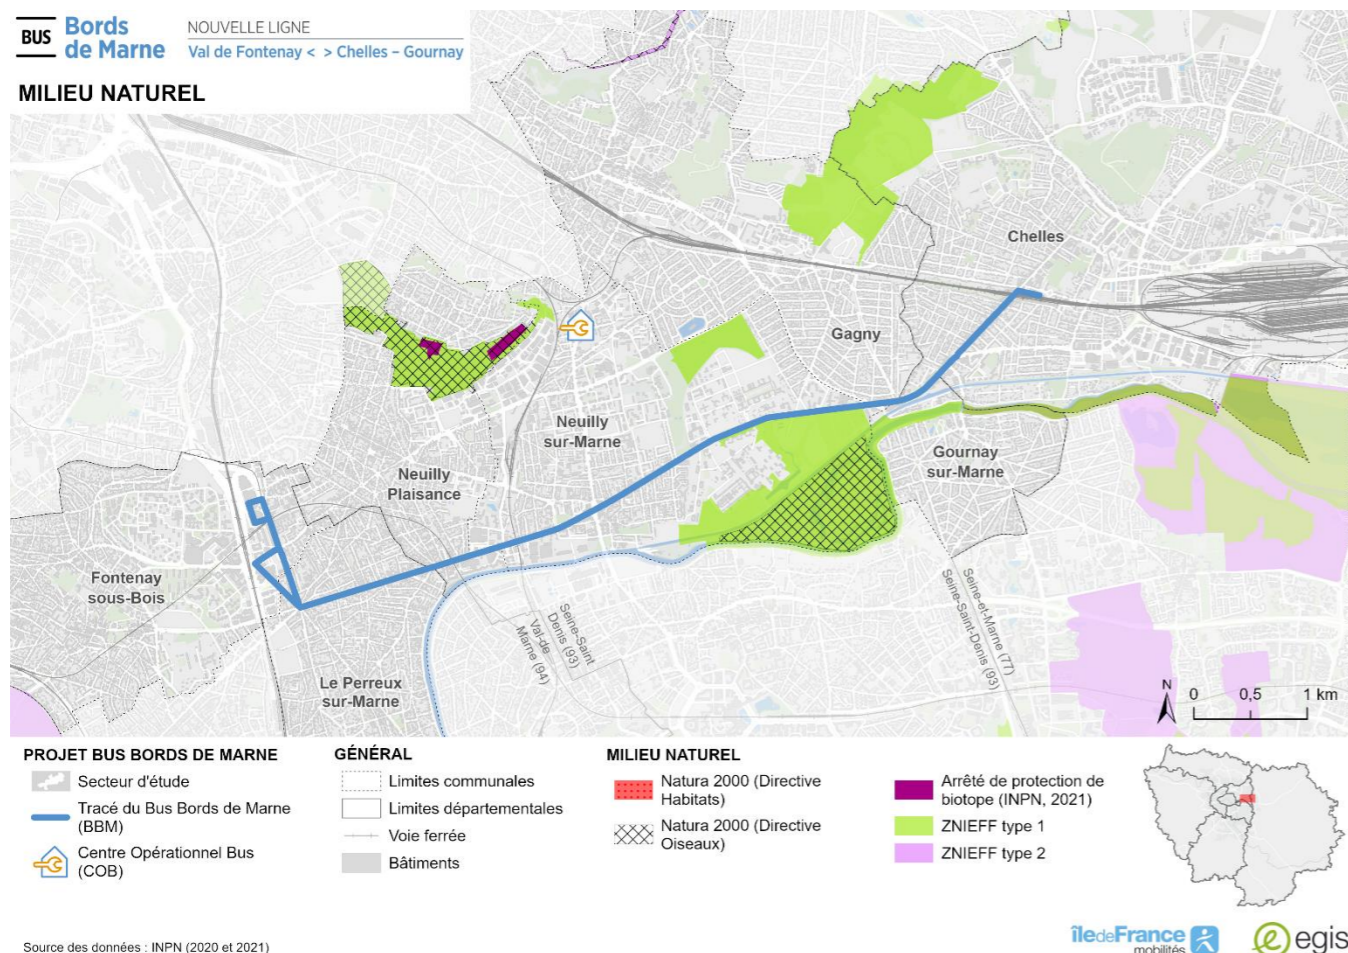 BUS
Bords
de Marne
NOUVELLE LIGNE
Val de Fontenay < > Chelles – Gournay
MILIEU NATUREL
Chelles
Gagny
Neuilly
sur-Marne
Gournay
sur-Marne
Neuilly
Plaisance
Fontenay
sous-Bois
Le Perreux
sur-Marne
Seine-Saint
Denis (93)
Val-de
Marne (94)
Seine-et-Marne (77)
Seine-Saint-Denis (93)
N
0 0,5 1 km
PROJET BUS BORDS DE MARNE
Secteur d'étude
Tracé du Bus Bords de Marne
(BBM)
Centre Opérationnel Bus
(COB)
GÉNÉRAL
Limites communales
Limites départementales
Voie ferrée
Bâtiments
MILIEU NATUREL
Natura 2000 (Directive
Habitats)
Natura 2000 (Directive
Oiseaux)
Arrêté de protection de
biotope (INPN, 2021)
ZNIEFF type 1
ZNIEFF type 2
Source des données : INPN (2020 et 2021)
îledeFrance
mobilités
egis